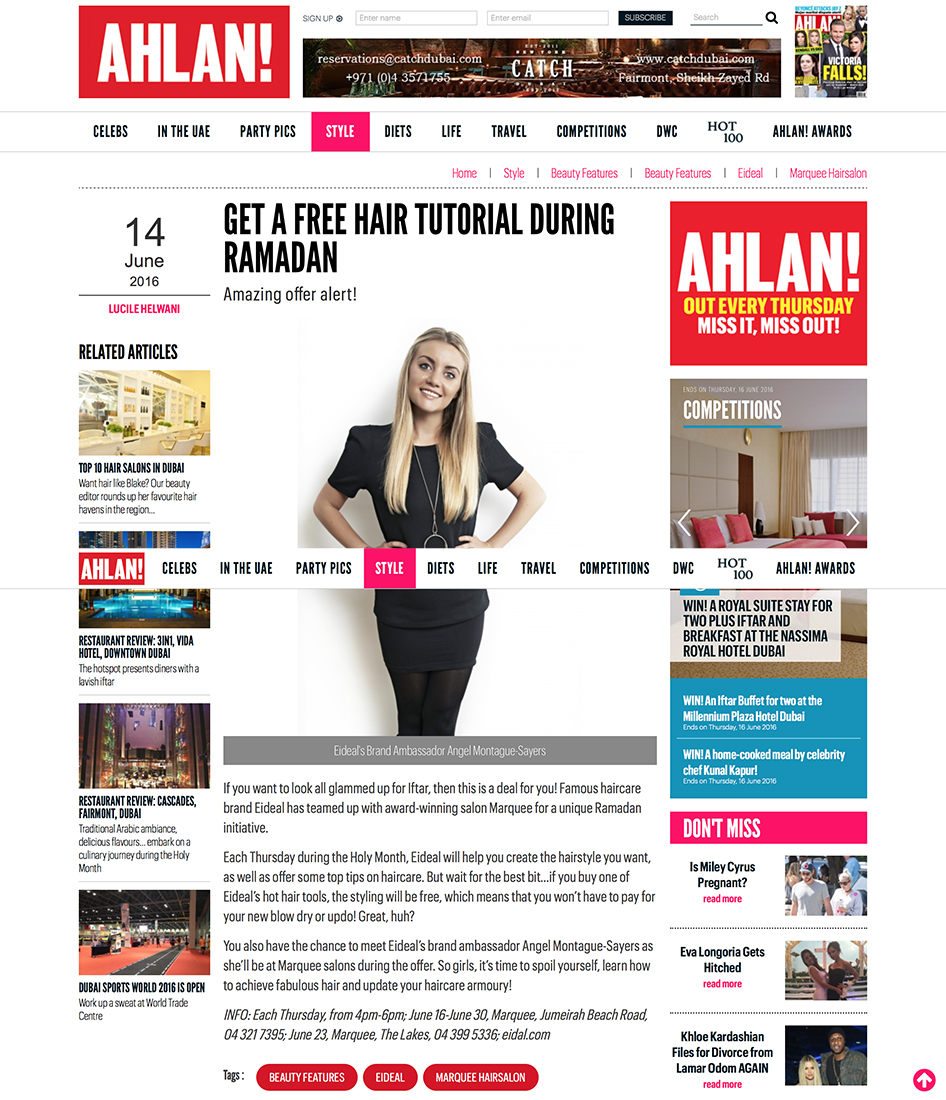 AHLAN!
SIGN UP
Enter name
Enter email
SUBSCRIBE
Search
reservations@catchdubai.com
+971 (0)4 3571755
NEW YORK
CATCH
www.catchdubai.com
Fairmont, Sheikh Zayed Rd
AHLAN!
VICTORIA
FALLS!
CELEBS
IN THE UAE
PARTY PICS
STYLE
DIETS
LIFE
TRAVEL
COMPETITIONS
DWC
HOT
100
AHLAN! AWARDS
Home | Style | Beauty Features | Beauty Features | Eideal | Marquee Hairsalon
14
June
2016
LUCILE HELWANI
RELATED ARTICLES
TOP 10 HAIR SALONS IN DUBAI
Want hair like Blake? Our beauty
editor rounds up her favourite hair
havens in the region...
GET A FREE HAIR TUTORIAL DURING
RAMADAN
Amazing offer alert!
AHLAN!
OUT EVERY THURSDAY
MISS IT, MISS OUT!
ENDS ON THURSDAY, 16 JUNE 2016
COMPETITIONS
AHLAN!
CELEBS
IN THE UAE
PARTY PICS
STYLE
DIETS
LIFE
TRAVEL
COMPETITIONS
DWC
HOT
100
AHLAN! AWARDS
RESTAURANT REVIEW: 3IN1, VIDA
HOTEL, DOWNTOWN DUBAI
The hotspot presents diners with a
lavish iftar
RESTAURANT REVIEW: CASCADES,
FAIRMONT, DUBAI
Traditional Arabic ambiance,
delicious flavours... embark on a
culinary journey during the Holy
Month
DUBAI SPORTS WORLD 2016 IS OPEN
Work up a sweat at World Trade
Centre
Eideal's Brand Ambassador Angel Montague-Sayers
If you want to look all glammed up for Iftar, then this is a deal for you! Famous haircare
brand Eideal has teamed up with award-winning salon Marquee for a unique Ramadan
initiative.
Each Thursday during the Holy Month, Eideal will help you create the hairstyle you want,
as well as offer some top tips on haircare. But wait for the best bit...if you buy one of
Eideal's hot hair tools, the styling will be free, which means that you won't have to pay for
your new blow dry or updo! Great, huh?
You also have the chance to meet Eideal's brand ambassador Angel Montague-Sayers as
she'll be at Marquee salons during the offer. So girls, it's time to spoil yourself, learn how
to achieve fabulous hair and update your haircare armoury!
INFO: Each Thursday, from 4pm-6pm; June 16-June 30, Marquee, Jumeirah Beach Road,
04 321 7395; June 23, Marquee, The Lakes, 04 399 5336; eidal.com
Tags :
BEAUTY FEATURES
EIDEAL
MARQUEE HAIRSALON
WIN! A ROYAL SUITE STAY FOR
TWO PLUS IFTAR AND
BREAKFAST AT THE NASSIMA
ROYAL HOTEL DUBAI
WIN! An Iftar Buffet for two at the
Millennium Plaza Hotel Dubai
Ends on Thursday, 16 June 2016
WIN! A home-cooked meal by celebrity
chef Kunal Kapur!
Ends on Thursday, 16 June 2016
DON'T MISS
Is Miley Cyrus
Pregnant?
read more
Eva Longoria Gets
Hitched
read more
Khloe Kardashian
Files for Divorce from
Lamar Odom AGAIN
read more